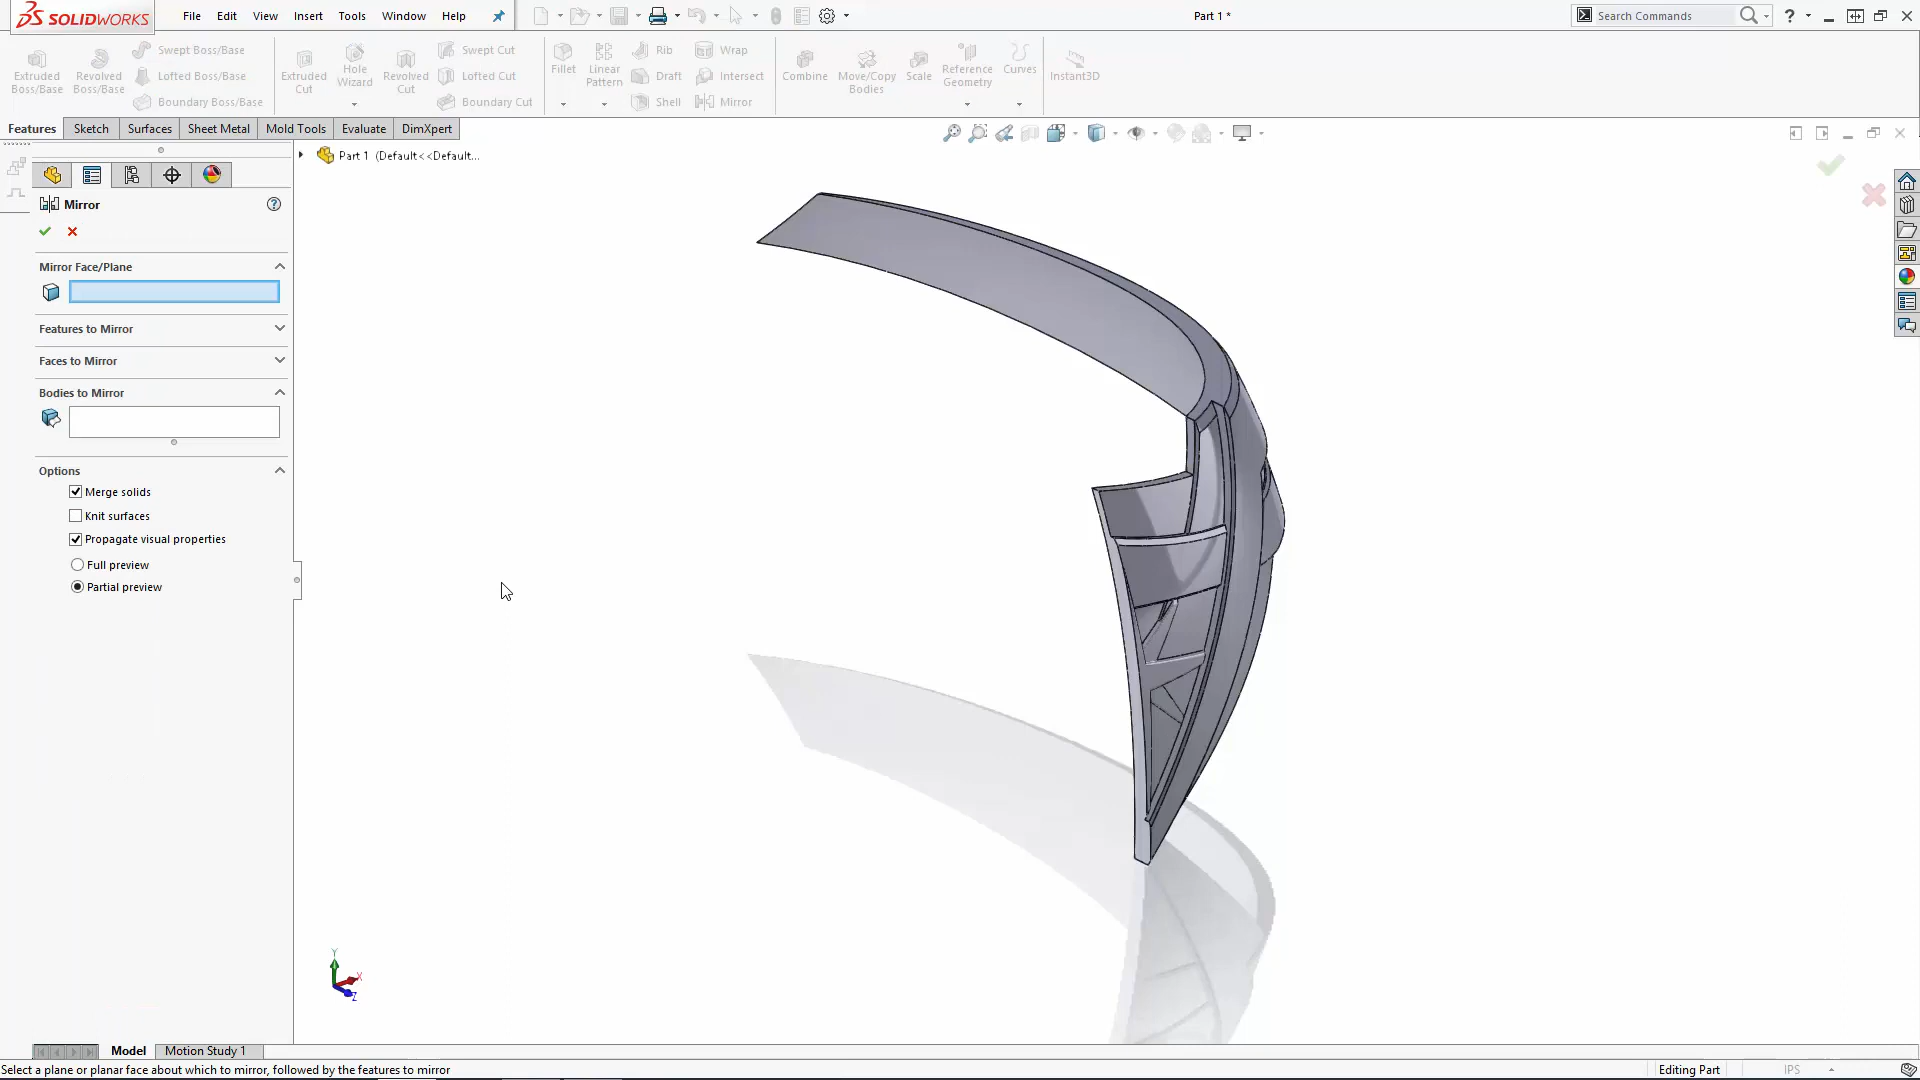 SOLIDWORKS File Edit View Insert Tools Window Help Part 1 * Search Commands ?
Extruded Boss/Base
Revolved Boss/Base
Swept Boss/Base
Lofted Boss/Base
Boundary Boss/Base
Extruded Cut
Hole Wizard
Revolved Cut
Swept Cut
Lofted Cut
Boundary Cut
Fillet
Linear Pattern
Rib
Draft
Shell
Wrap
Intersect
Mirror
Combine
Move/Copy Bodies
Scale
Reference Geometry
Curves
Instant3D
Features Sketch Surfaces Sheet Metal Mold Tools Evaluate DimXpert
Part 1 (Default<<Default...
Mirror ?
Mirror Face/Plane
Features to Mirror
Faces to Mirror
Bodies to Mirror
Options
Merge solids
Knit surfaces
Propagate visual properties
Full preview
Partial preview
Y
X
Z
Model Motion Study 1
Select a plane or planar face about which to mirror, followed by the features to mirror Editing Part IPS